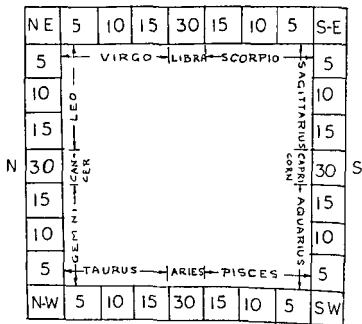 N E 5 10 15 30 15 10 5 S-E
VIRGO LIBRA SCORPIO
5 5
10 10
15 15
LEO SAGITTARIUS
N 30 CAN-CER CAPRI CORN 30 S
15 15
10 10
5 5
GEMINI AQUARIUS
TAURUS ARIES PISCES
N-W 5 10 15 30 15 10 5 S W